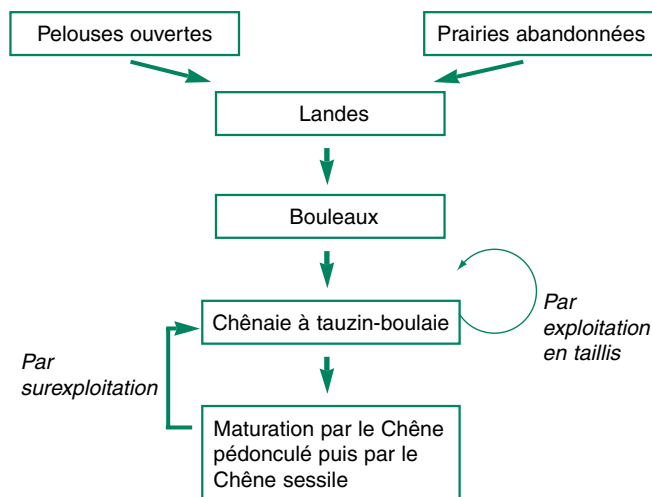 Pelouses ouvertes
Prairies abandonnées
Landes
Bouleaux
Chênaie à tauzin-boulaie
Par
exploitation
en taillis
Par
surexploitation
Maturation par le Chêne
pédonculé puis par le
Chêne sessile